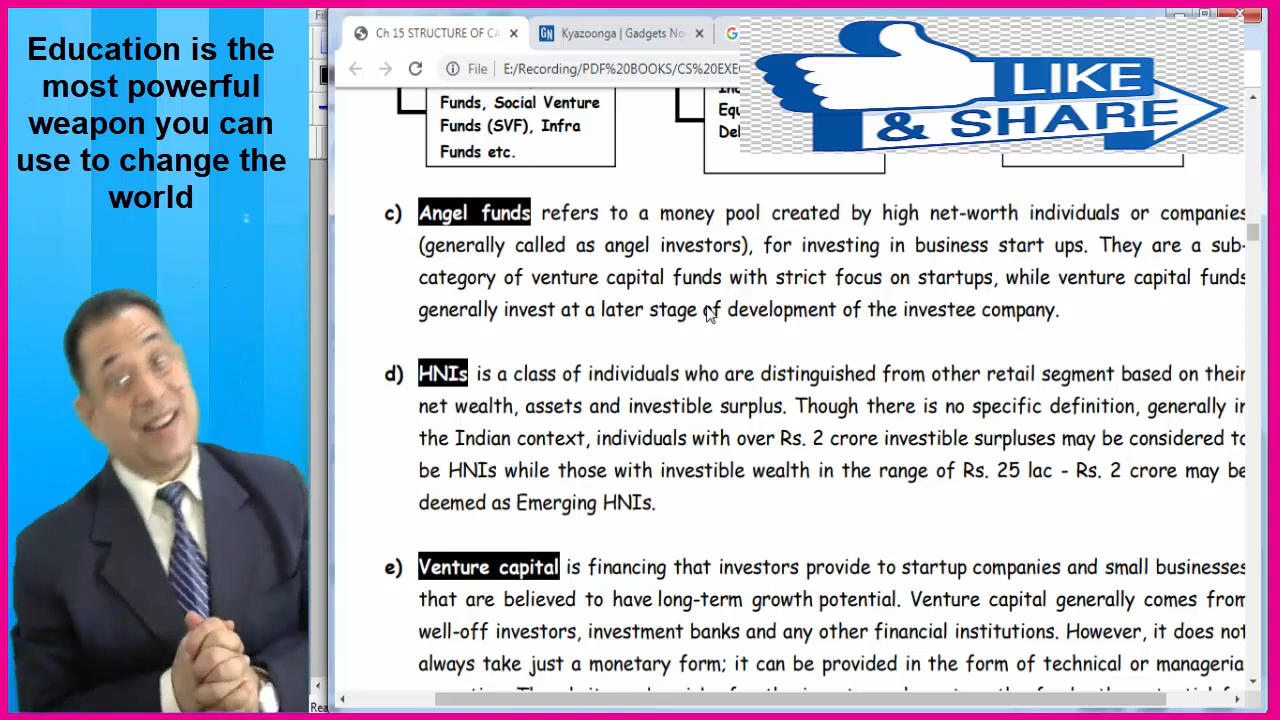 Education is the
most powerful
weapon you can
use to change the
world
Ch 15 STRUCTURE OF CA
Kyazoonga | Gadgets No
File
E:/Recording/PDF%20BOOKS/CS%20EXE
LIKE
& SHARE
Funds, Social Venture
Funds (SVF), Infra
Funds etc.
Equ
c) Angel funds refers to a money pool created by high net-worth individuals or companies
(generally called as angel investors), for investing in business start ups. They are a sub-
category of venture capital funds with strict focus on startups, while venture capital funds
generally invest at a later stage of development of the investee company.
d) HNIs is a class of individuals who are distinguished from other retail segment based on their
net wealth, assets and investible surplus. Though there is no specific definition, generally in
the Indian context, individuals with over Rs. 2 crore investible surpluses may be considered to
be HNIs while those with investible wealth in the range of Rs. 25 lac - Rs. 2 crore may be
deemed as Emerging HNIs.
e) Venture capital is financing that investors provide to startup companies and small businesses
that are believed to have long-term growth potential. Venture capital generally comes from
well-off investors, investment banks and any other financial institutions. However, it does not
always take just a monetary form; it can be provided in the form of technical or manageria
Rea